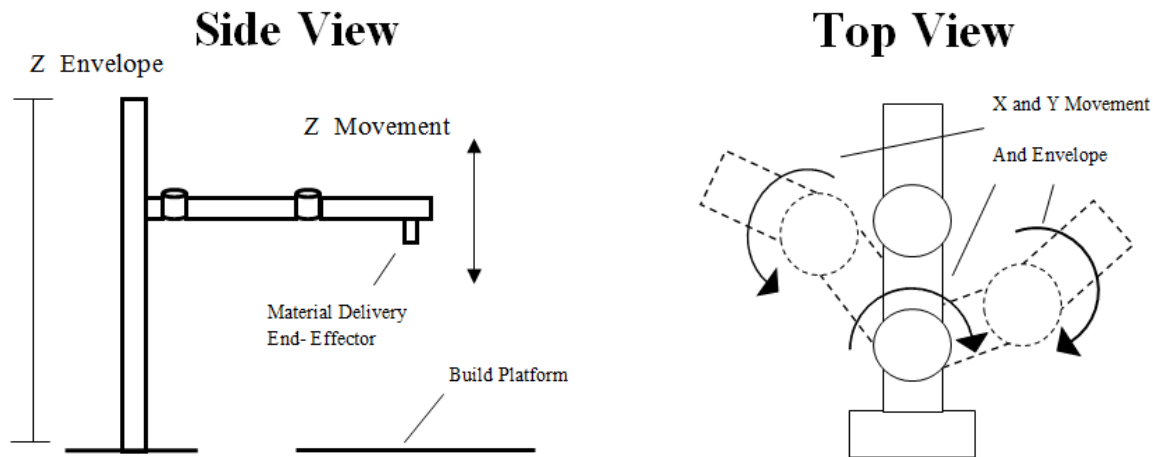 Side View
Z Envelope
Z Movement
Material Delivery
End- Effector
Build Platform
Top View
X and Y Movement
And Envelope